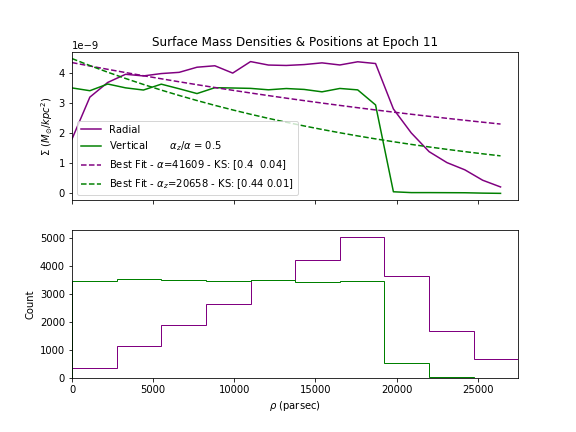 Surface Mass Densities & Positions at Epoch 11
1e−9
4
3
2
1
0
Σ (M⊙/kpc²)
Radial
Vertical α_z/α = 0.5
Best Fit - α=41609 - KS: [0.4 0.04]
Best Fit - α_z=20658 - KS: [0.44 0.01]
5000
4000
3000
2000
1000
0
Count
0 5000 10000 15000 20000 25000
ρ (parsec)